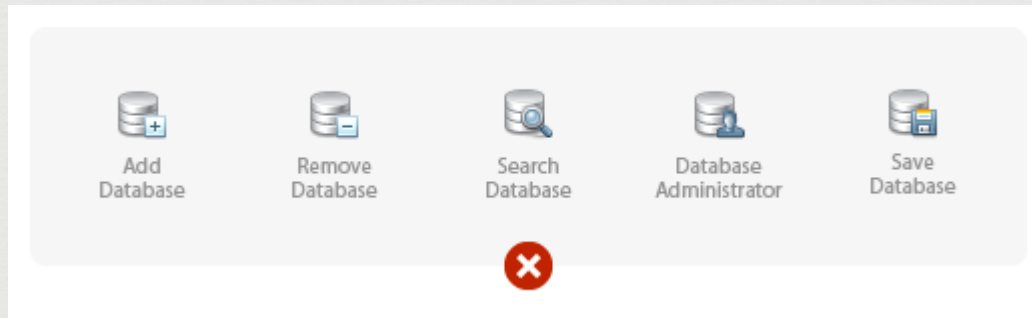 Add
Database
Remove
Database
Search
Database
Database
Administrator
Save
Database